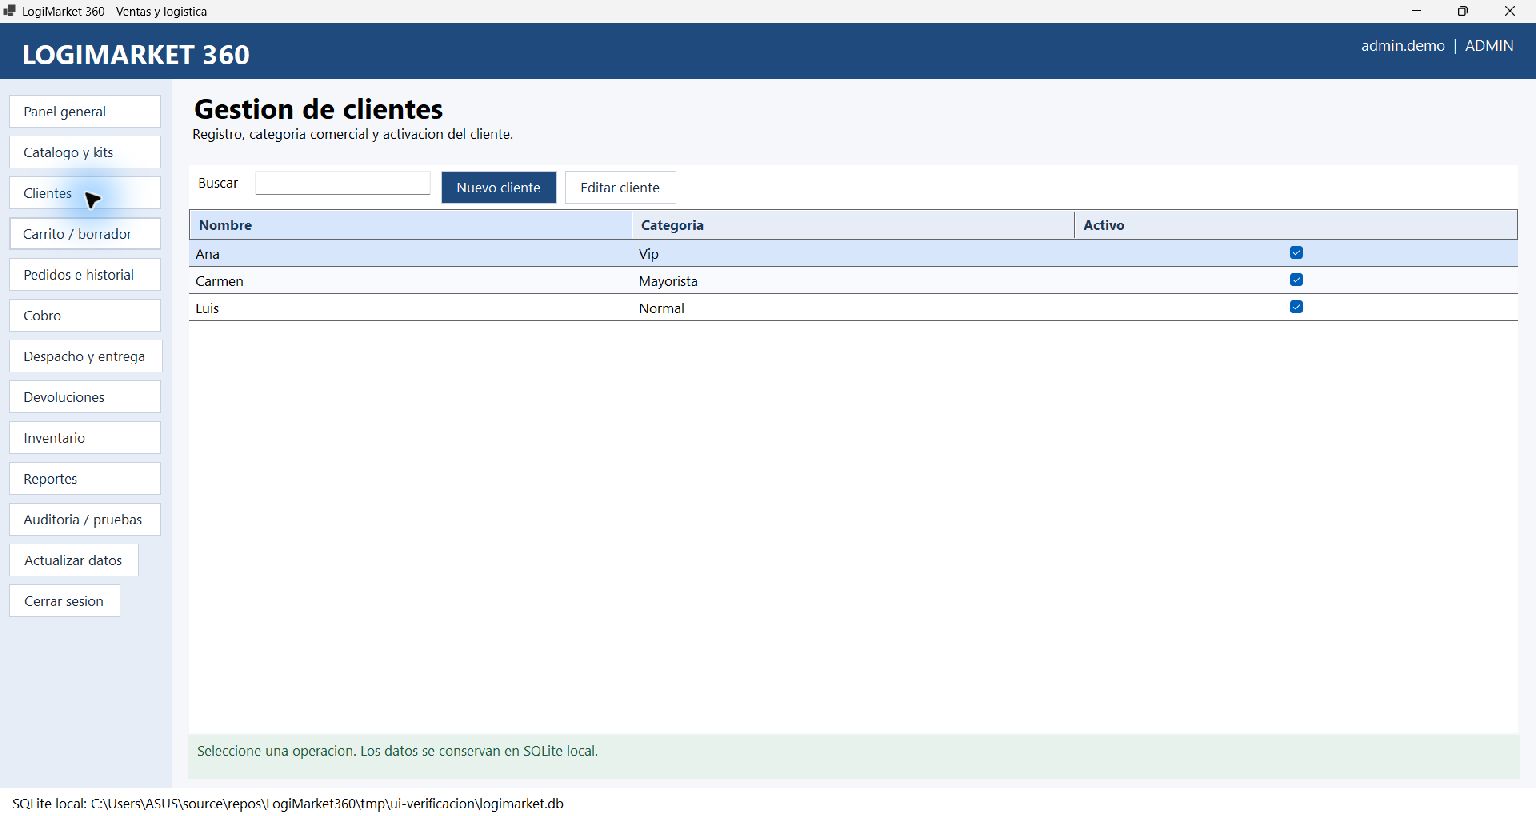 LogiMarket 360 - Ventas y logistica
LOGIMARKET 360
admin.demo | ADMIN
Panel general
Catalogo y kits
Clientes
Carrito / borrador
Pedidos e historial
Cobro
Despacho y entrega
Devoluciones
Inventario
Reportes
Auditoria / pruebas
Actualizar datos
Cerrar sesion
Gestion de clientes
Registro, categoria comercial y activacion del cliente.
Buscar
Nuevo cliente
Editar cliente
Nombre Categoria Activo
Ana Vip
Carmen Mayorista
Luis Normal
Seleccione una operacion. Los datos se conservan en SQLite local.
SQLite local: C:\Users\ASUS\source\repos\LogiMarket360\tmp\ui-verificacion\logimarket.db